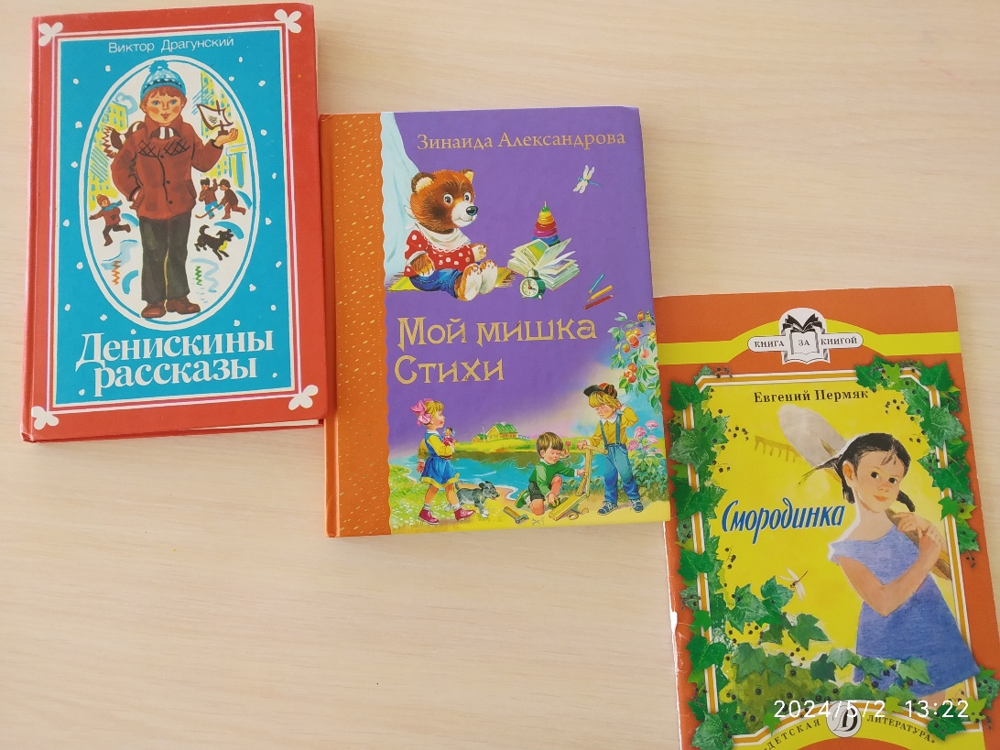 Виктор Драгунский
Денискины
рассказы
Зинаида Александрова
Мой мишка
Стихи
КНИГА ЗА КНИГОЙ
Евгений Пермяк
Смородинка
2024/5/2 13:22
«ДЕТСКАЯ ЛИТЕРАТУРА»